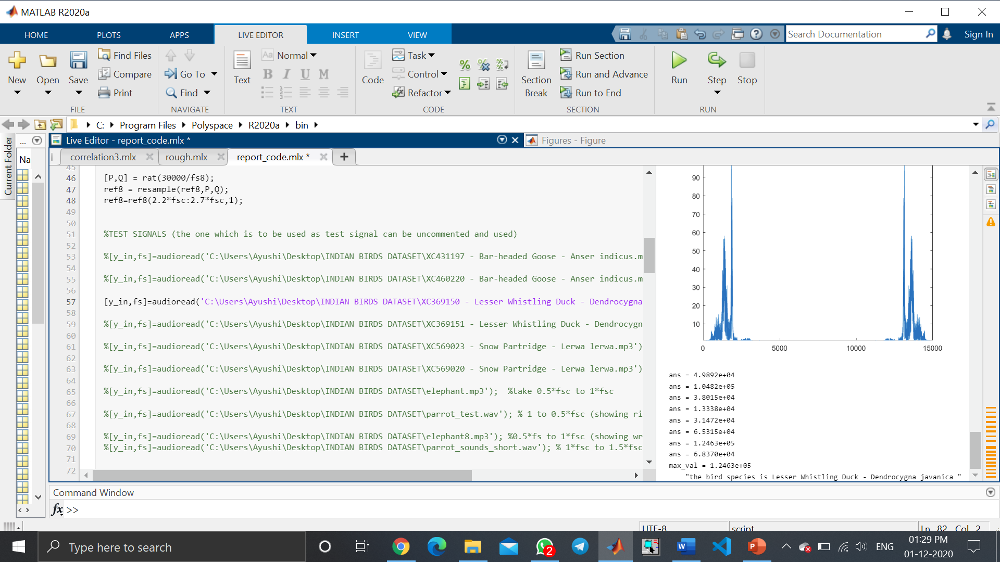 MATLAB R2020a
HOME PLOTS APPS LIVE EDITOR INSERT VIEW
Search Documentation
Sign In
New Open Save
Find Files
Compare
Print
FILE
Go To
Find
NAVIGATE
Text
Aa Normal
B I U M
TEXT
Code
Task
Control
Refactor
CODE
Section Break
Run Section
Run and Advance
Run to End
SECTION
Run Step Stop
RUN
C: Program Files Polyspace R2020a bin
Current Folder
...
Na
Live Editor - report_code.mlx *
Figures - Figure
correlation3.mlx rough.mlx report_code.mlx *
45
46 [P,Q] = rat(30000/fs8);
47 ref8 = resample(ref8,P,Q);
48 ref8=ref8(2.2*fsc:2.7*fsc,1);
49
50
51 %TEST SIGNALS (the one which is to be used as test signal can be uncommented and used)
52
53 %[y_in,fs]=audioread('C:\Users\Ayushi\Desktop\INDIAN BIRDS DATASET\XC431197 - Bar-headed Goose - Anser indicus.m
54
55 %[y_in,fs]=audioread('C:\Users\Ayushi\Desktop\INDIAN BIRDS DATASET\XC460220 - Bar-headed Goose - Anser indicus.m
56
57 [y_in,fs]=audioread('C:\Users\Ayushi\Desktop\INDIAN BIRDS DATASET\XC369150 - Lesser Whistling Duck - Dendrocygna
58
59 %[y_in,fs]=audioread('C:\Users\Ayushi\Desktop\INDIAN BIRDS DATASET\XC369151 - Lesser Whistling Duck - Dendrocygn
60
61 %[y_in,fs]=audioread('C:\Users\Ayushi\Desktop\INDIAN BIRDS DATASET\XC569023 - Snow Partridge - Lerwa lerwa.mp3')
62
63 %[y_in,fs]=audioread('C:\Users\Ayushi\Desktop\INDIAN BIRDS DATASET\XC569020 - Snow Partridge - Lerwa lerwa.mp3')
64
65 %[y_in,fs]=audioread('C:\Users\Ayushi\Desktop\INDIAN BIRDS DATASET\elephant.mp3');  %take 0.5*fsc to 1*fsc
66
67 %[y_in,fs]=audioread('C:\Users\Ayushi\Desktop\INDIAN BIRDS DATASET\parrot_test.wav'); % 1 to 0.5*fsc (showing ri
68
69 %[y_in,fs]=audioread('C:\Users\Ayushi\Desktop\INDIAN BIRDS DATASET\elephant8.mp3'); %0.5*fs to 1*fsc (showing wr
70 %[y_in,fs]=audioread('C:\Users\Ayushi\Desktop\INDIAN BIRDS DATASET\parrot_sounds_short.wav'); % 1*fsc to 1.5*fsc
71
72
90
80
70
60
50
40
30
20
10
0 5000 10000 15000
ans = 4.9892e+04
ans = 1.0482e+05
ans = 3.8015e+04
ans = 1.3338e+04
ans = 3.1472e+04
ans = 6.5315e+04
ans = 1.2463e+05
ans = 6.8370e+04
max_val = 1.2463e+05
"the bird species is Lesser Whistling Duck - Dendrocygna javanica "
Command Window
fx >>
UTF-8 script Ln 82 Col 2
Type here to search
2
ENG
01:29 PM
01-12-2020